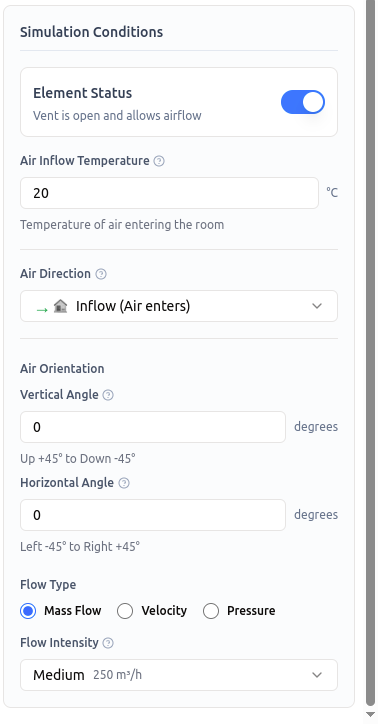 Simulation Conditions
Element Status
Vent is open and allows airflow
Air Inflow Temperature ?
20 °C
Temperature of air entering the room
Air Direction ?
→ Inflow (Air enters)
Air Orientation
Vertical Angle ?
0 degrees
Up +45° to Down -45°
Horizontal Angle ?
0 degrees
Left -45° to Right +45°
Flow Type
Mass Flow Velocity Pressure
Flow Intensity ?
Medium 250 m³/h